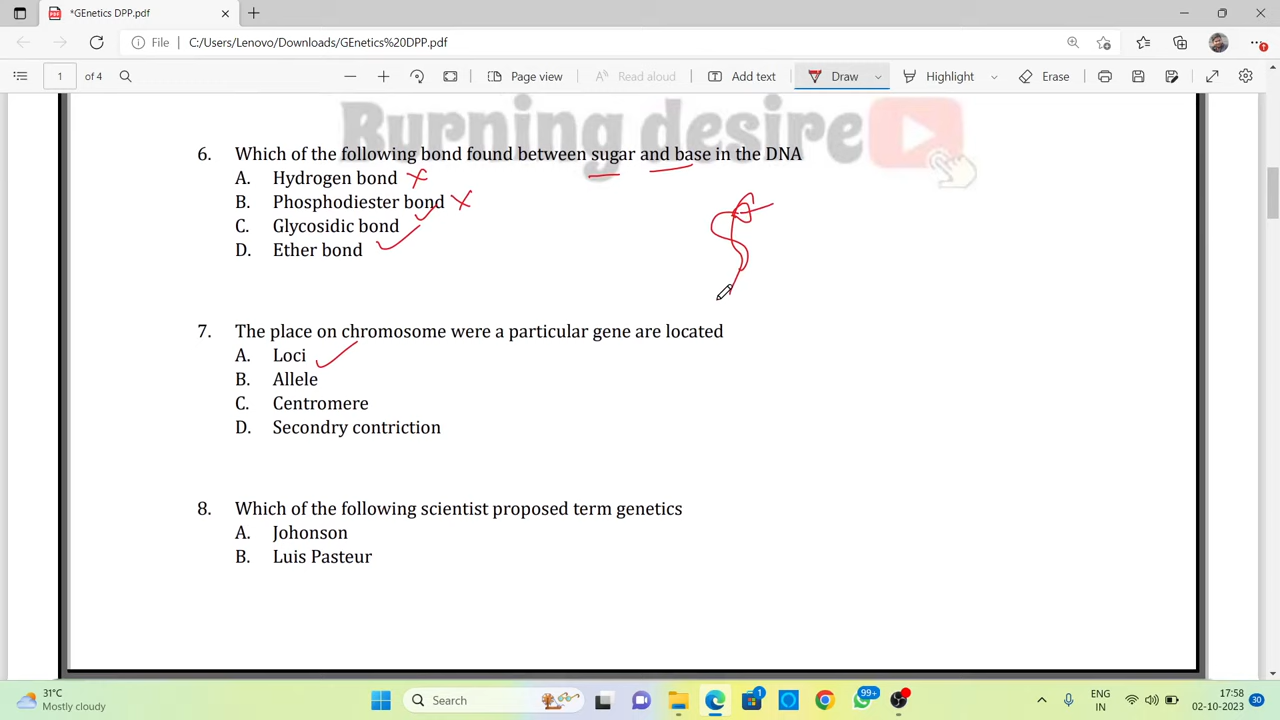 *GEnetics DPP.pdf
File C:/Users/Lenovo/Downloads/GEnetics%20DPP.pdf
1 of 4 Page view Read aloud Add text Draw Highlight Erase
Burning desire
6. Which of the following bond found between sugar and base in the DNA
A. Hydrogen bond
B. Phosphodiester bond
C. Glycosidic bond
D. Ether bond
7. The place on chromosome were a particular gene are located
A. Loci
B. Allele
C. Centromere
D. Secondry contriction
8. Which of the following scientist proposed term genetics
A. Johonson
B. Luis Pasteur
31°C
Mostly cloudy
Search
1
99+
ENG
IN
17:58
02-10-2023
30